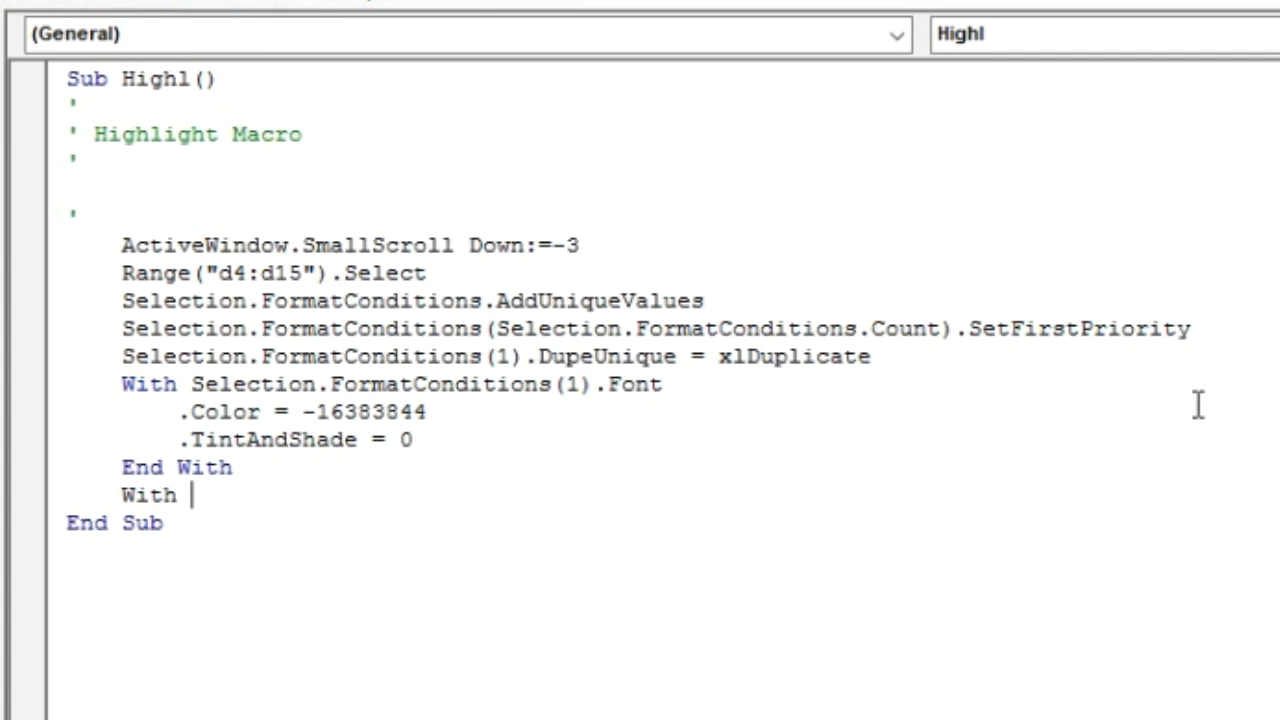 (General)
Highl
Sub Highl()
'
' Highlight Macro
'
'
ActiveWindow.SmallScroll Down:=-3
Range("d4:d15").Select
Selection.FormatConditions.AddUniqueValues
Selection.FormatConditions(Selection.FormatConditions.Count).SetFirstPriority
Selection.FormatConditions(1).DupeUnique = xlDuplicate
With Selection.FormatConditions(1).Font
.Color = -16383844
.TintAndShade = 0
End With
With
End Sub